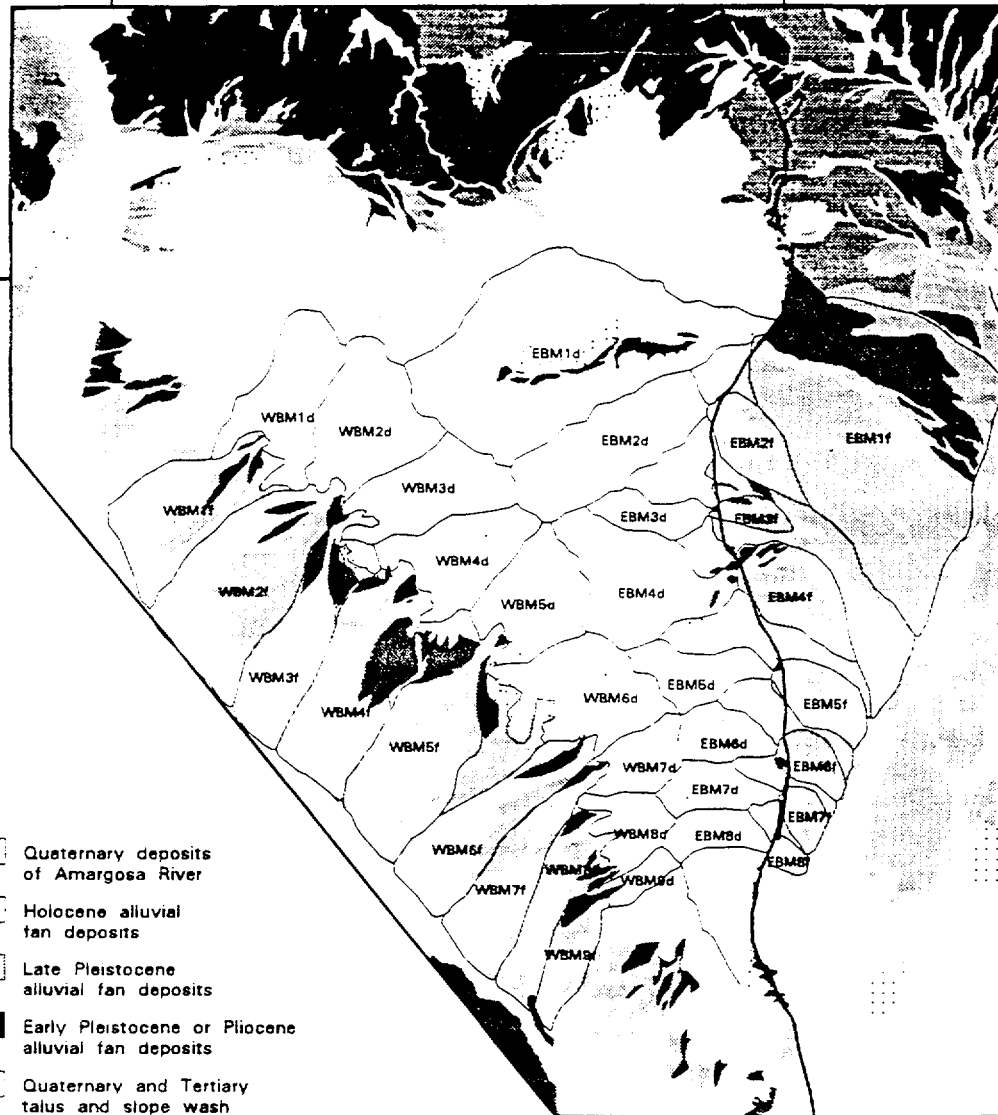 EBM1d
WBM1d
WBM2d
EBM2d
EBM2f
EBM1f
WBM3d
WBM1f
EBM3d
EBM3f
WBM4d
WBM2f
WBM5d
EBM4d
EBM4f
WBM3f
WBM4f
WBM6d
EBM5d
EBM5f
WBM5f
EBM6d
WBM7d
EBM6f
EBM7d
EBM7f
WBM8d
EBM8d
WBM6f
EBM8f
WBM7f
WBM9d
WBM9f
Quaternary deposits
of Amargosa River
Holocene alluvial
fan deposits
Late Pleistocene
alluvial fan deposits
Early Pleistocene or Pliocene
alluvial fan deposits
Quaternary and Tertiary
talus and slope wash